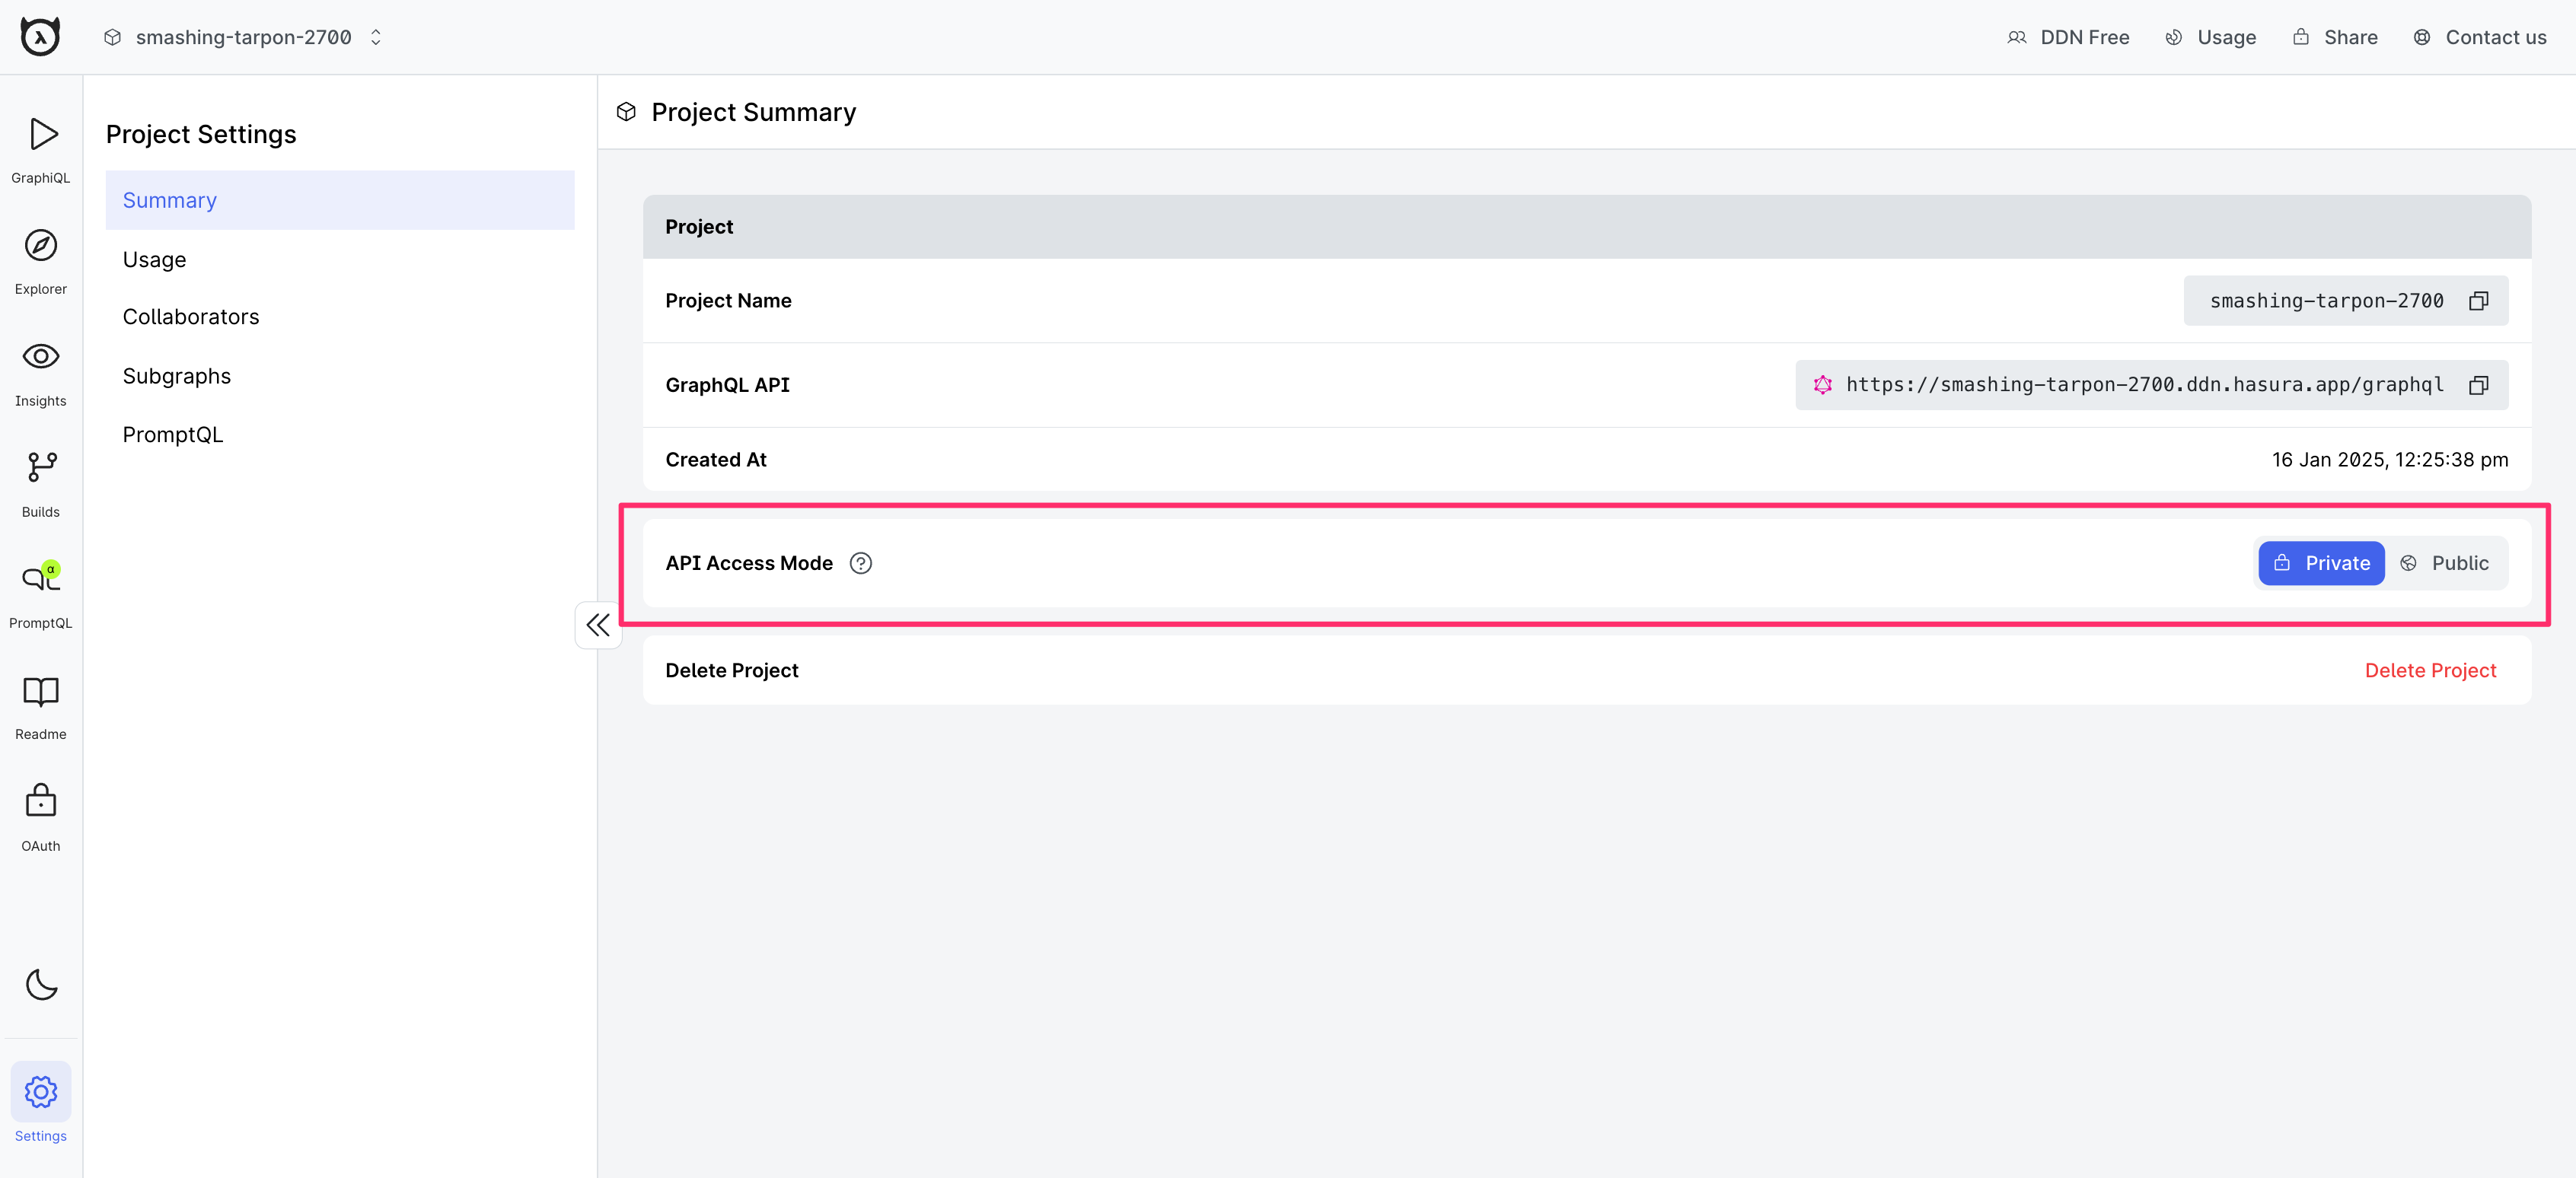 smashing-tarpon-2700
DDN Free
Usage
Share
Contact us
GraphiQL
Explorer
Insights
Builds
α
PromptQL
Readme
OAuth
Settings
Project Settings
Summary
Usage
Collaborators
Subgraphs
PromptQL
Project Summary
Project
Project Name
smashing-tarpon-2700
GraphQL API
https://smashing-tarpon-2700.ddn.hasura.app/graphql
Created At
16 Jan 2025, 12:25:38 pm
API Access Mode
Private
Public
Delete Project
Delete Project